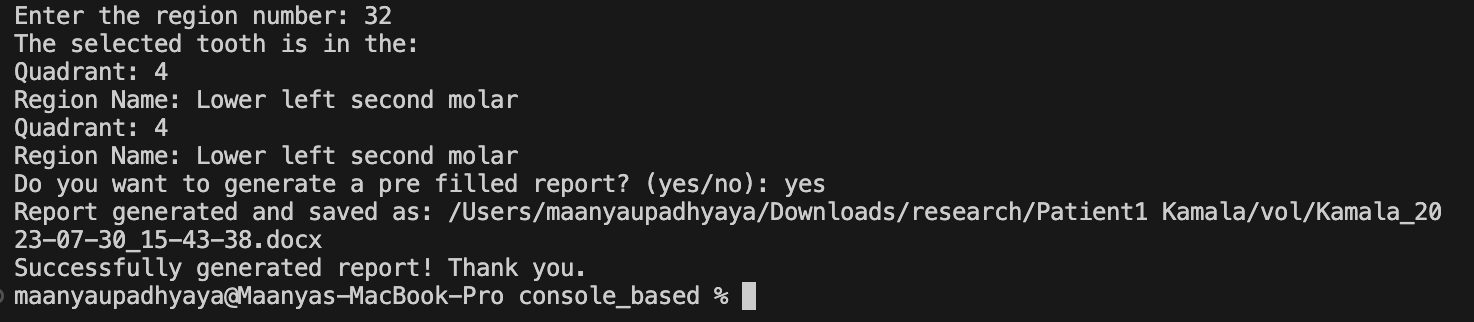 Enter the region number: 32
The selected tooth is in the:
Quadrant: 4
Region Name: Lower left second molar
Quadrant: 4
Region Name: Lower left second molar
Do you want to generate a pre filled report? (yes/no): yes
Report generated and saved as: /Users/maanyaupadhyaya/Downloads/research/Patient1 Kamala/vol/Kamala_20
23-07-30_15-43-38.docx
Successfully generated report! Thank you.
maanyaupadhyaya@Maanyas-MacBook-Pro console_based %